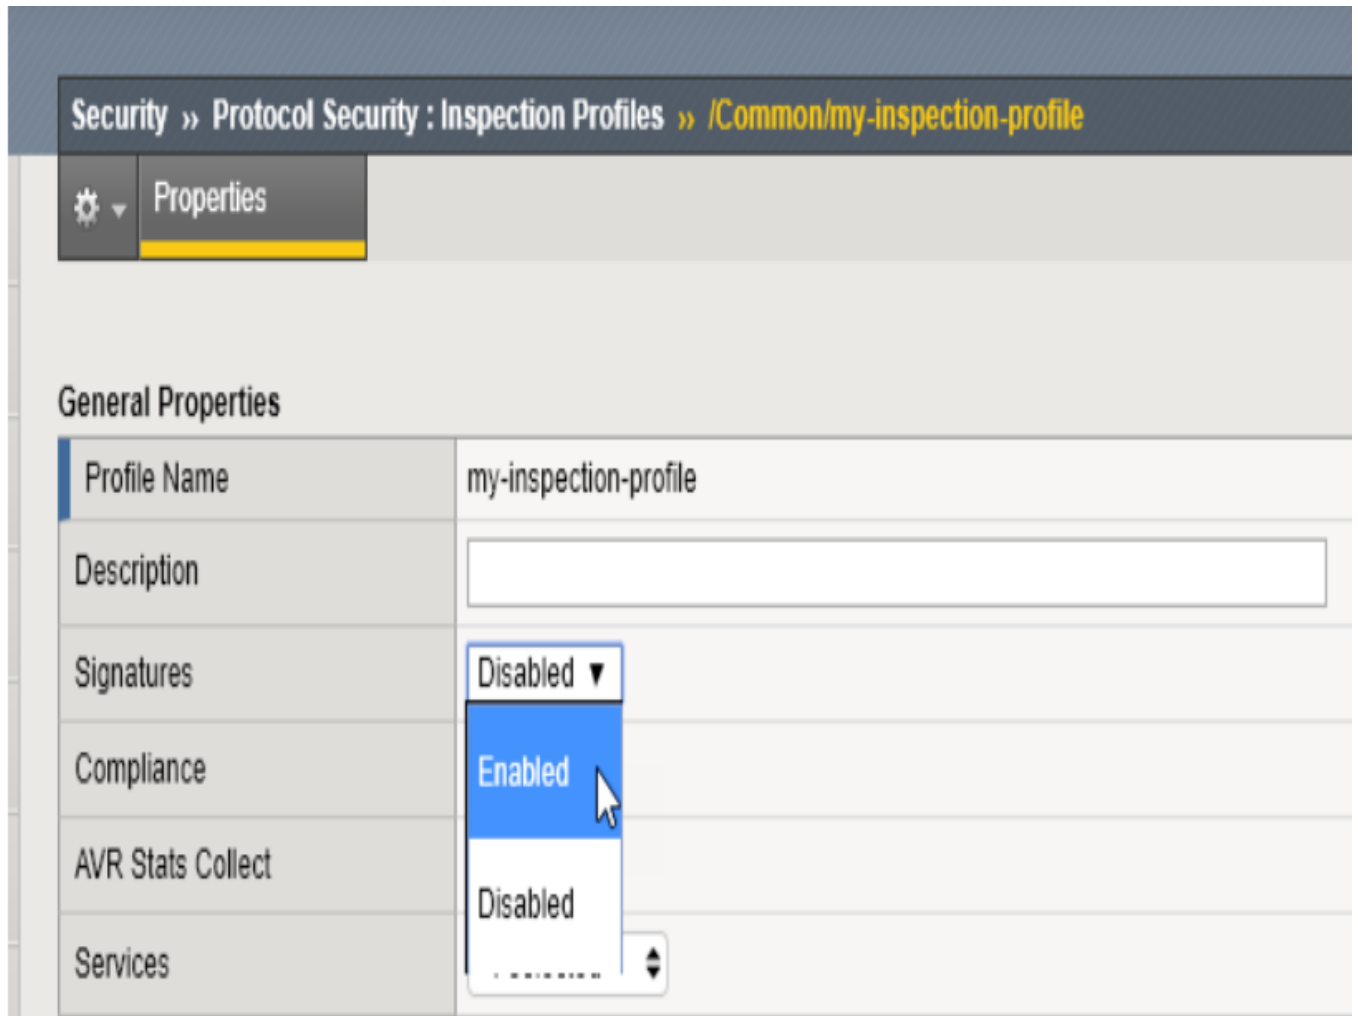 Security ›› Protocol Security : Inspection Profiles ›› /Common/my-inspection-profile
Properties
General Properties
Profile Name my-inspection-profile
Description
Signatures Disabled
Compliance Enabled
AVR Stats Collect
Disabled
Services